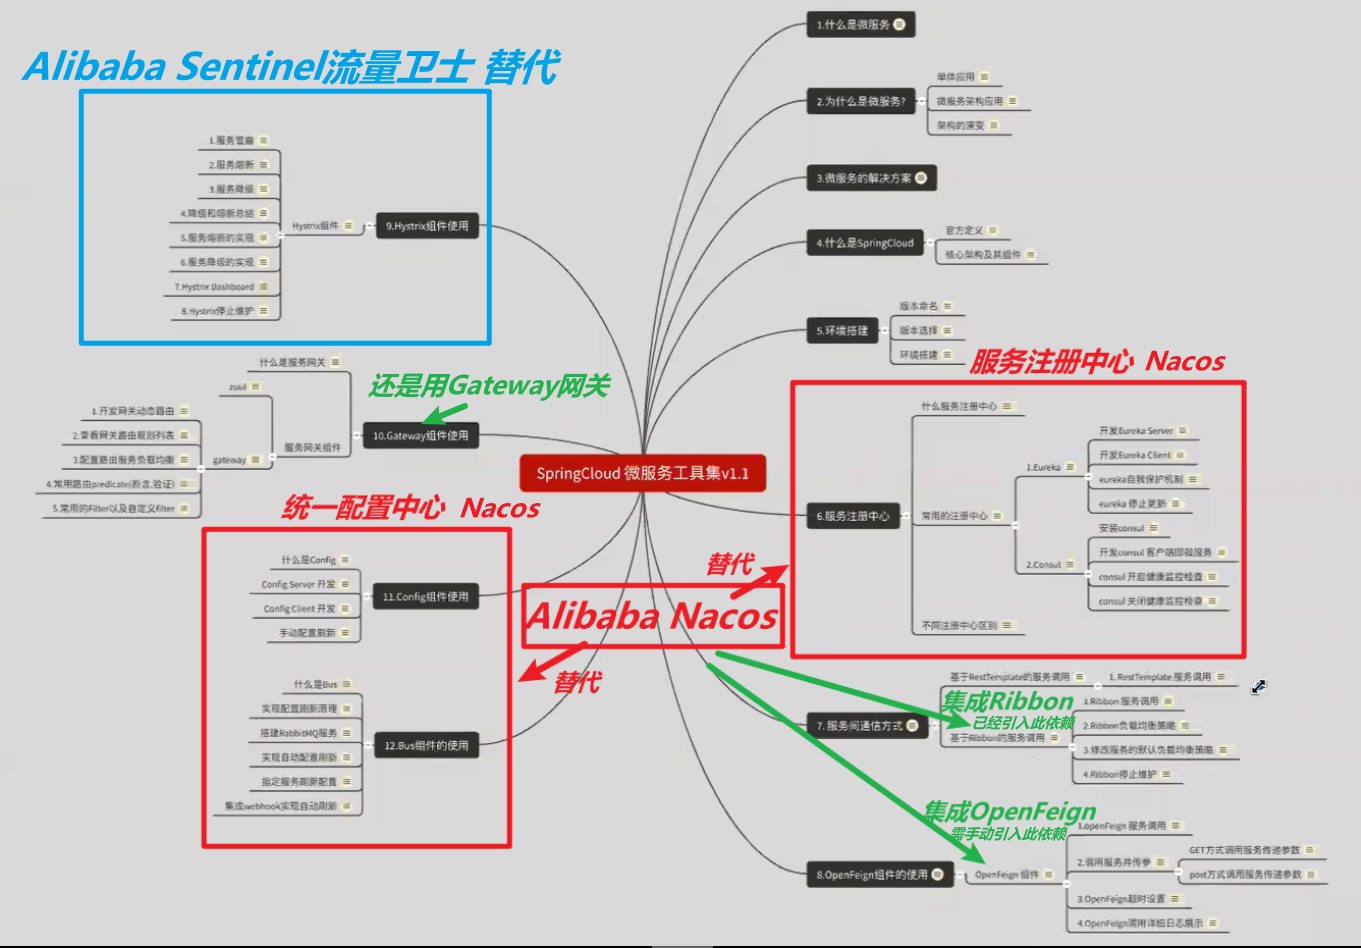 Alibaba Sentinel流量卫士 替代
1.服务雪崩
2.服务熔断
3.服务降级
4.降级和熔断总结
5.服务熔断的实现
6.服务降级的实现
7.Hystrix Dashboard
8.Hystrix停止维护
Hystrix组件
9.Hystrix组件使用
什么是服务网关
zuul
1.开发网关动态路由
2.查看网关路由规则列表
3.配置路由服务负载均衡
4.常用路由predicate(断言,验证)
5.常用的Filter以及自定义filter
gateway
服务网关组件
还是用Gateway网关
10.Gateway组件使用
统一配置中心 Nacos
什么是Config
Config Server 开发
Config Client 开发
手动配置刷新
11.Config组件使用
什么是Bus
实现配置刷新原理
搭建RabbitMQ服务
实现自动配置刷新
指定服务刷新配置
集成webhook实现自动刷新
12.Bus组件的使用
SpringCloud 微服务工具集v1.1
Alibaba Nacos
替代
替代
1.什么是微服务
2.为什么是微服务?
单体应用
微服务架构应用
架构的演变
3.微服务的解决方案
4.什么是SpringCloud
官方定义
核心架构及其组件
5.环境搭建
版本命名
版本选择
环境搭建
服务注册中心 Nacos
6.服务注册中心
什么服务注册中心
常用的注册中心
1.Eureka
开发Eureka Server
开发Eureka Client
eureka自我保护机制
eureka 停止更新
2.Consul
安装consul
开发consul 客户端即微服务
consul 开启健康监控检查
consul 关闭健康监控检查
不同注册中心区别
7.服务间通信方式
基于RestTemplate的服务调用
1. RestTemplate 服务调用
集成Ribbon
已经引入此依赖
基于Ribbon的服务调用
1.Ribbon 服务调用
2.Ribbon负载均衡策略
3.修改服务的默认负载均衡策略
4.Ribbon停止维护
集成OpenFeign
需手动引入此依赖
8.OpenFeign组件的使用
OpenFeign 组件
1.openFeign 服务调用
2.调用服务并传参
GET方式调用服务传递参数
post方式调用服务传递参数
3.OpenFeign超时设置
4.OpenFeign调用详细日志展示